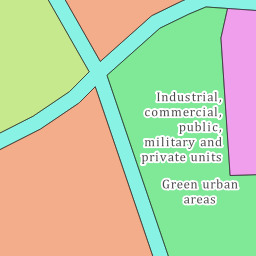 Industrial,
commercial,
public,
military and
private units
Green urban
areas